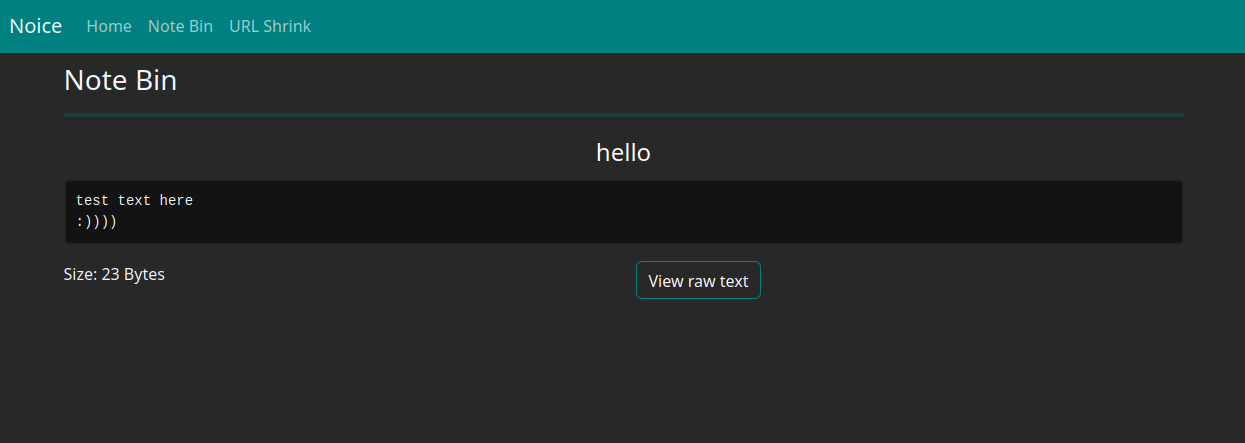 Noice Home Note Bin URL Shrink
Note Bin
hello
test text here
:))))
Size: 23 Bytes View raw text